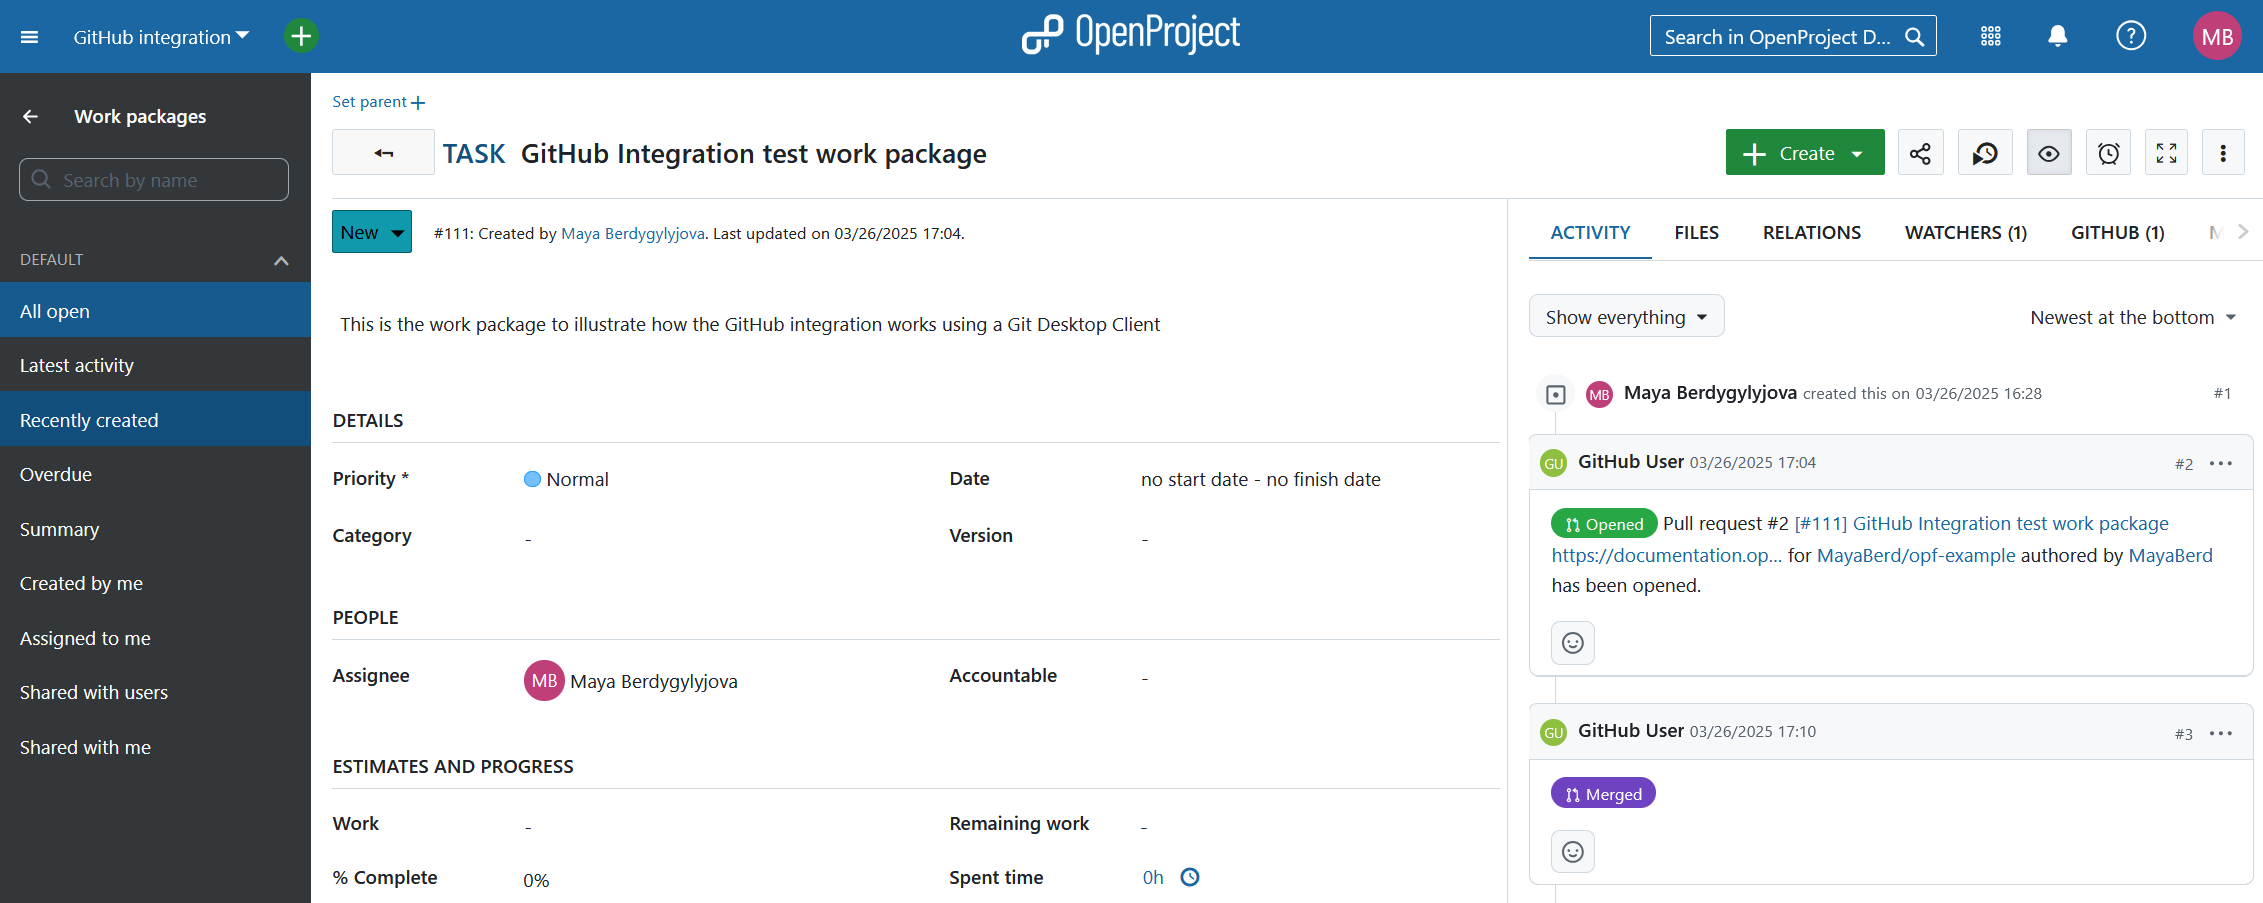 GitHub integration
OpenProject
Search in OpenProject D...
MB
Work packages
Search by name
DEFAULT
All open
Latest activity
Recently created
Overdue
Summary
Created by me
Assigned to me
Shared with users
Shared with me
Set parent
TASK GitHub Integration test work package
Create
New
#111: Created by Maya Berdygylyjova. Last updated on 03/26/2025 17:04.
This is the work package to illustrate how the GitHub integration works using a Git Desktop Client
DETAILS
Priority * Normal Date no start date - no finish date
Category - Version -
PEOPLE
Assignee MB Maya Berdygylyjova Accountable -
ESTIMATES AND PROGRESS
Work - Remaining work -
% Complete 0% Spent time 0h
ACTIVITY FILES RELATIONS WATCHERS (1) GITHUB (1) M
Show everything Newest at the bottom
MB Maya Berdygylyjova created this on 03/26/2025 16:28 #1
GU GitHub User 03/26/2025 17:04 #2
Opened Pull request #2 [#111] GitHub Integration test work package
https://documentation.op... for MayaBerd/opf-example authored by MayaBerd
has been opened.
GU GitHub User 03/26/2025 17:10 #3
Merged